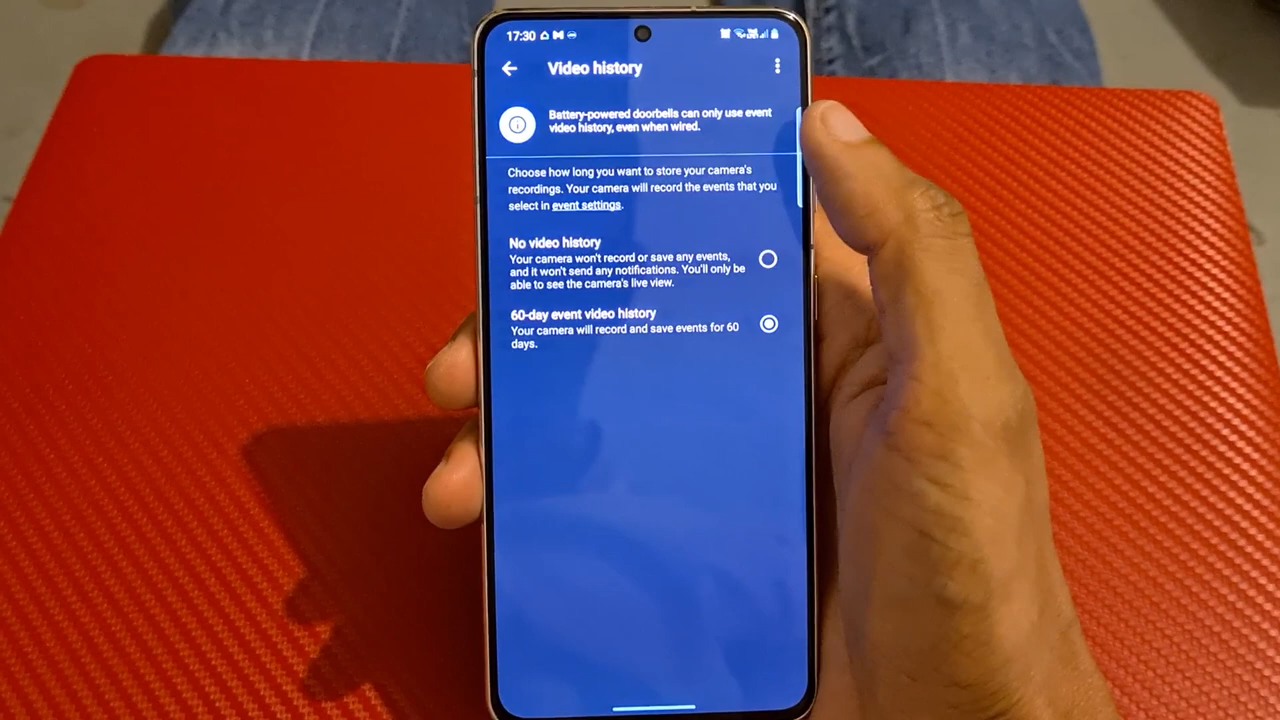 17:30
Video history
Battery-powered doorbells can only use event
video history, even when wired.
Choose how long you want to store your camera's
recordings. Your camera will record the events that you
select in event settings.
No video history
Your camera won't record or save any events,
and it won't send any notifications. You'll only be
able to see the camera's live view.
60-day event video history
Your camera will record and save events for 60
days.